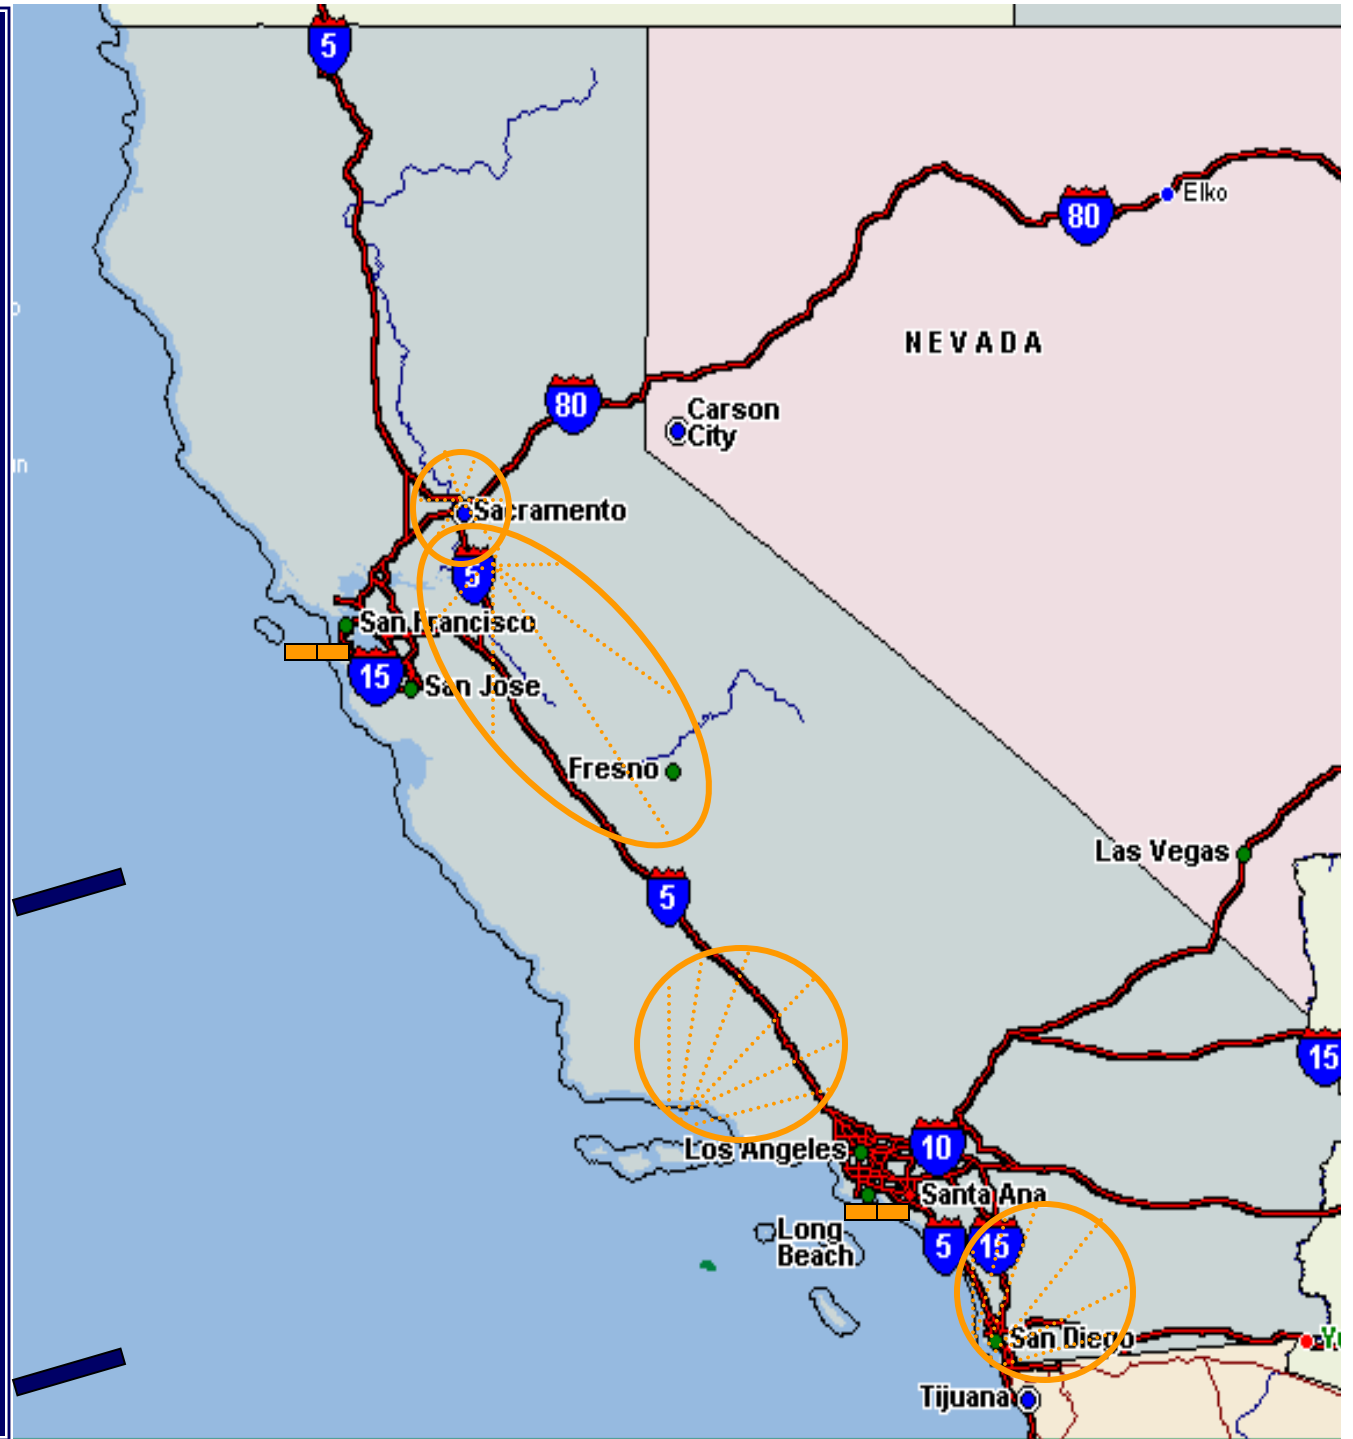 5
80
Elko
NEVADA
80
Carson
City
Sacramento
5
San Francisco
15
San Jose
Fresno
Las Vegas
5
15
Los Angeles
10
Santa Ana
Long
Beach
5
15
San Diego
Tijuana